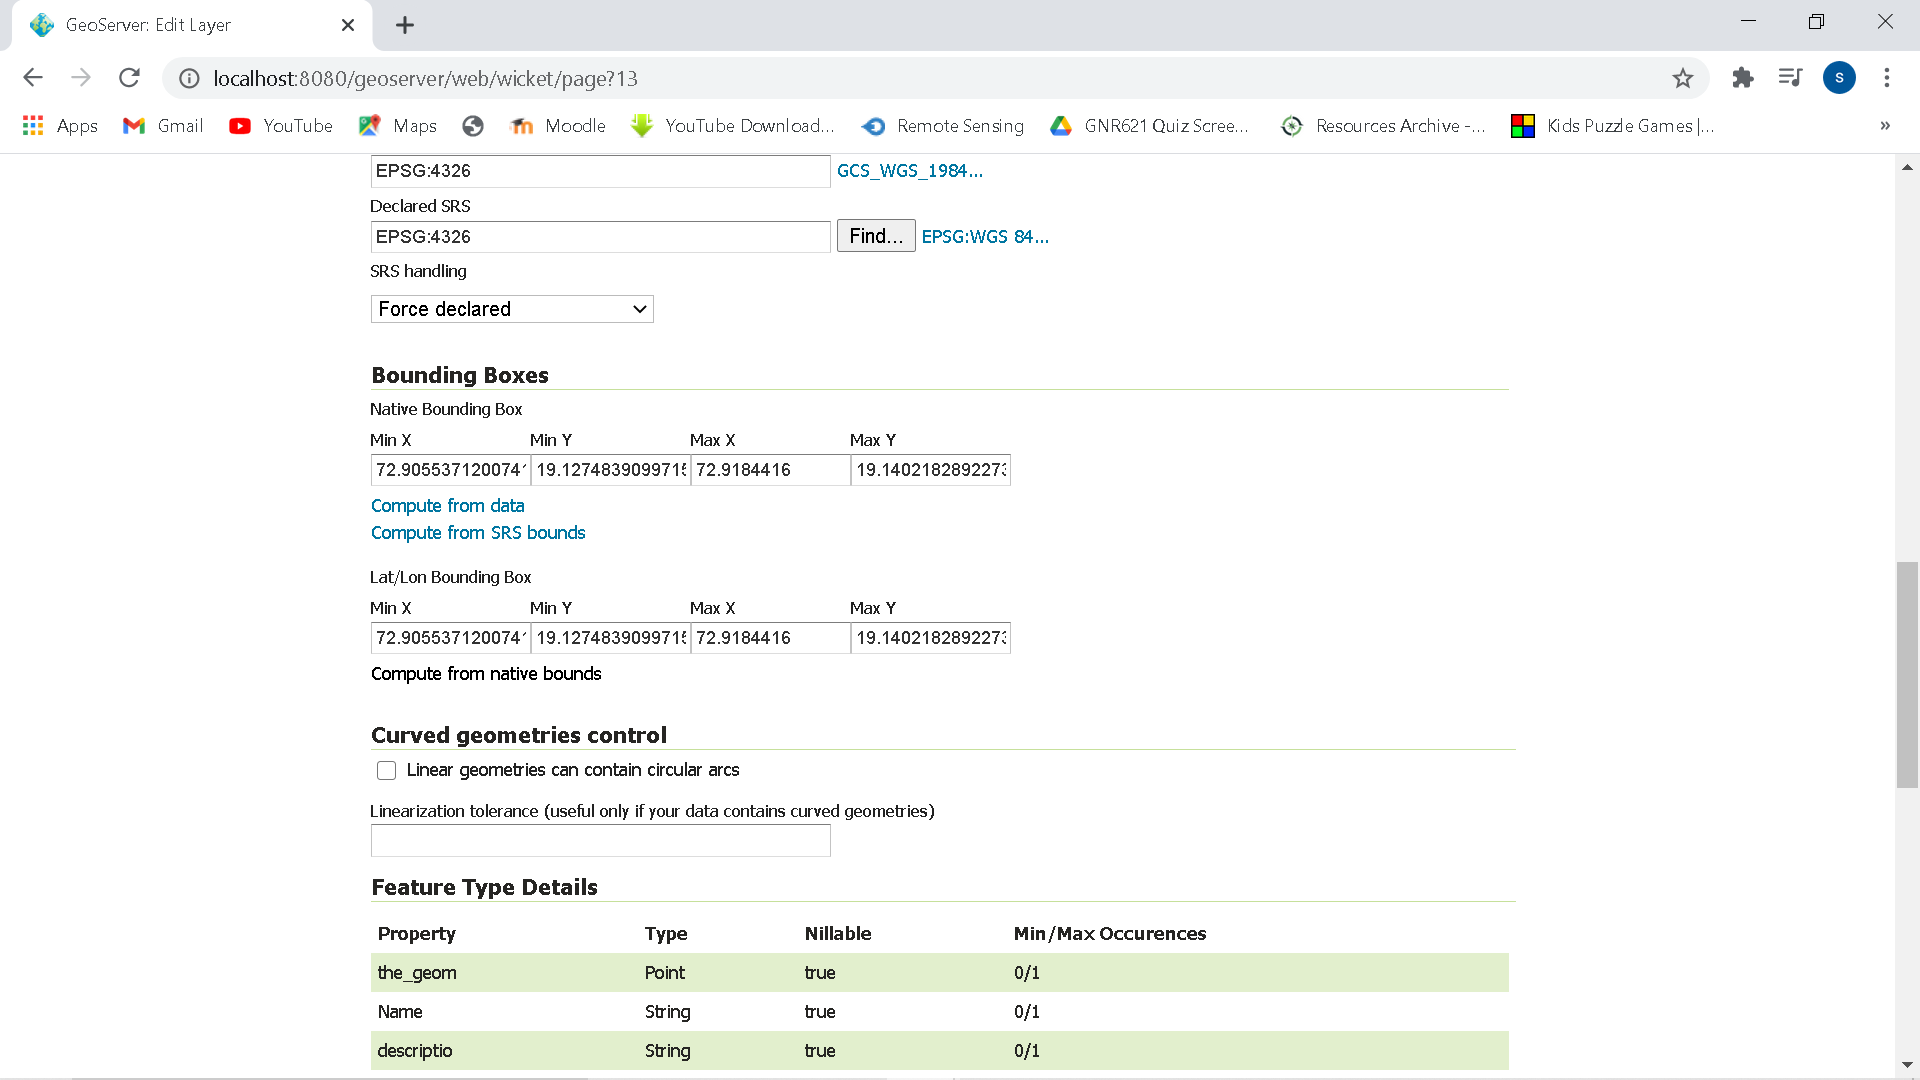 GeoServer: Edit Layer
localhost:8080/geoserver/web/wicket/page?13
S
Apps Gmail YouTube Maps Moodle YouTube Download... Remote Sensing GNR621 Quiz Scree... Resources Archive -... Kids Puzzle Games |... »
EPSG:4326 GCS_WGS_1984...
Declared SRS
EPSG:4326 Find... EPSG:WGS 84...
SRS handling
Force declared
Bounding Boxes
Native Bounding Box
Min X Min Y Max X Max Y
72.905537120074 19.127483909971 72.9184416 19.140218289227
Compute from data
Compute from SRS bounds
Lat/Lon Bounding Box
Min X Min Y Max X Max Y
72.905537120074 19.127483909971 72.9184416 19.140218289227
Compute from native bounds
Curved geometries control
Linear geometries can contain circular arcs
Linearization tolerance (useful only if your data contains curved geometries)
Feature Type Details
Property Type Nillable Min/Max Occurences
the_geom Point true 0/1
Name String true 0/1
descriptio String true 0/1